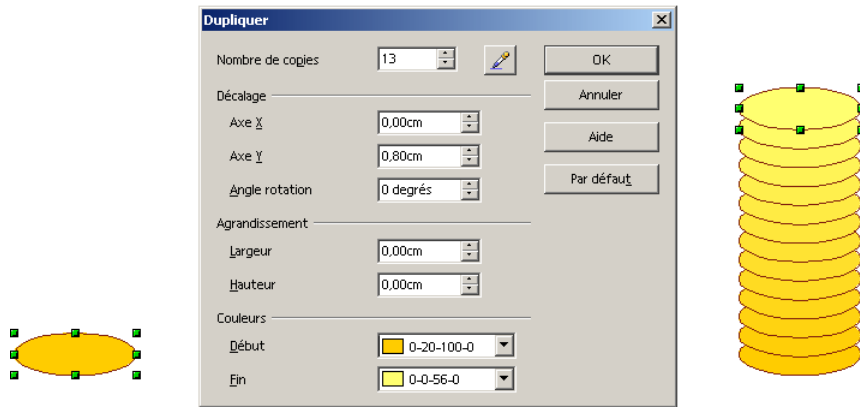 Dupliquer
Nombre de copies 13
OK
Annuler
Aide
Par défaut
Décalage
Axe X 0,00cm
Axe Y 0,80cm
Angle rotation 0 degrés
Agrandissement
Largeur 0,00cm
Hauteur 0,00cm
Couleurs
Début 0-20-100-0
Fin 0-0-56-0